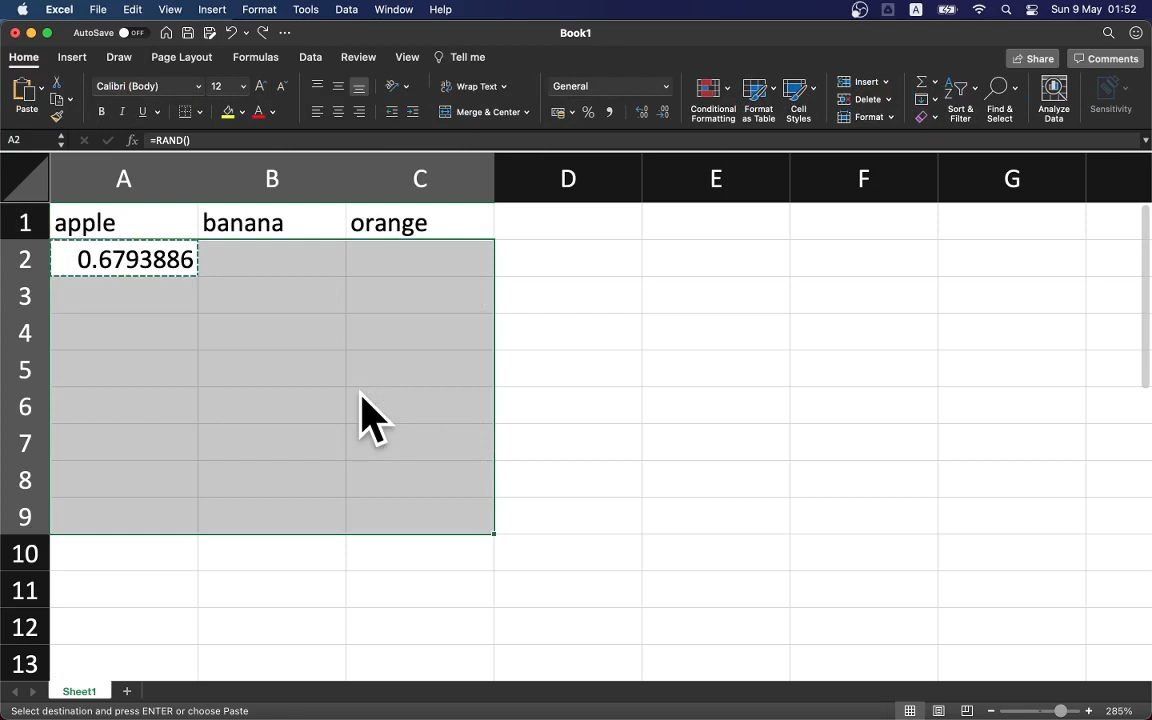 Excel File Edit View Insert Format Tools Data Window Help A Sun 9 May 01:52
AutoSave OFF Book1
Home Insert Draw Page Layout Formulas Data Review View Tell me Share Comments
Paste Calibri (Body) 12 Wrap Text General Insert
B I U A Merge & Center % Delete
Format
Conditional Formatting Format as Table Cell Styles Sort & Filter Find & Select Analyze Data Sensitivity
A2 fx =RAND()
A B C D E F G
1 apple banana orange
2 0.6793886
3
4
5
6
7
8
9
10
11
12
13
Sheet1
Select destination and press ENTER or choose Paste 285%